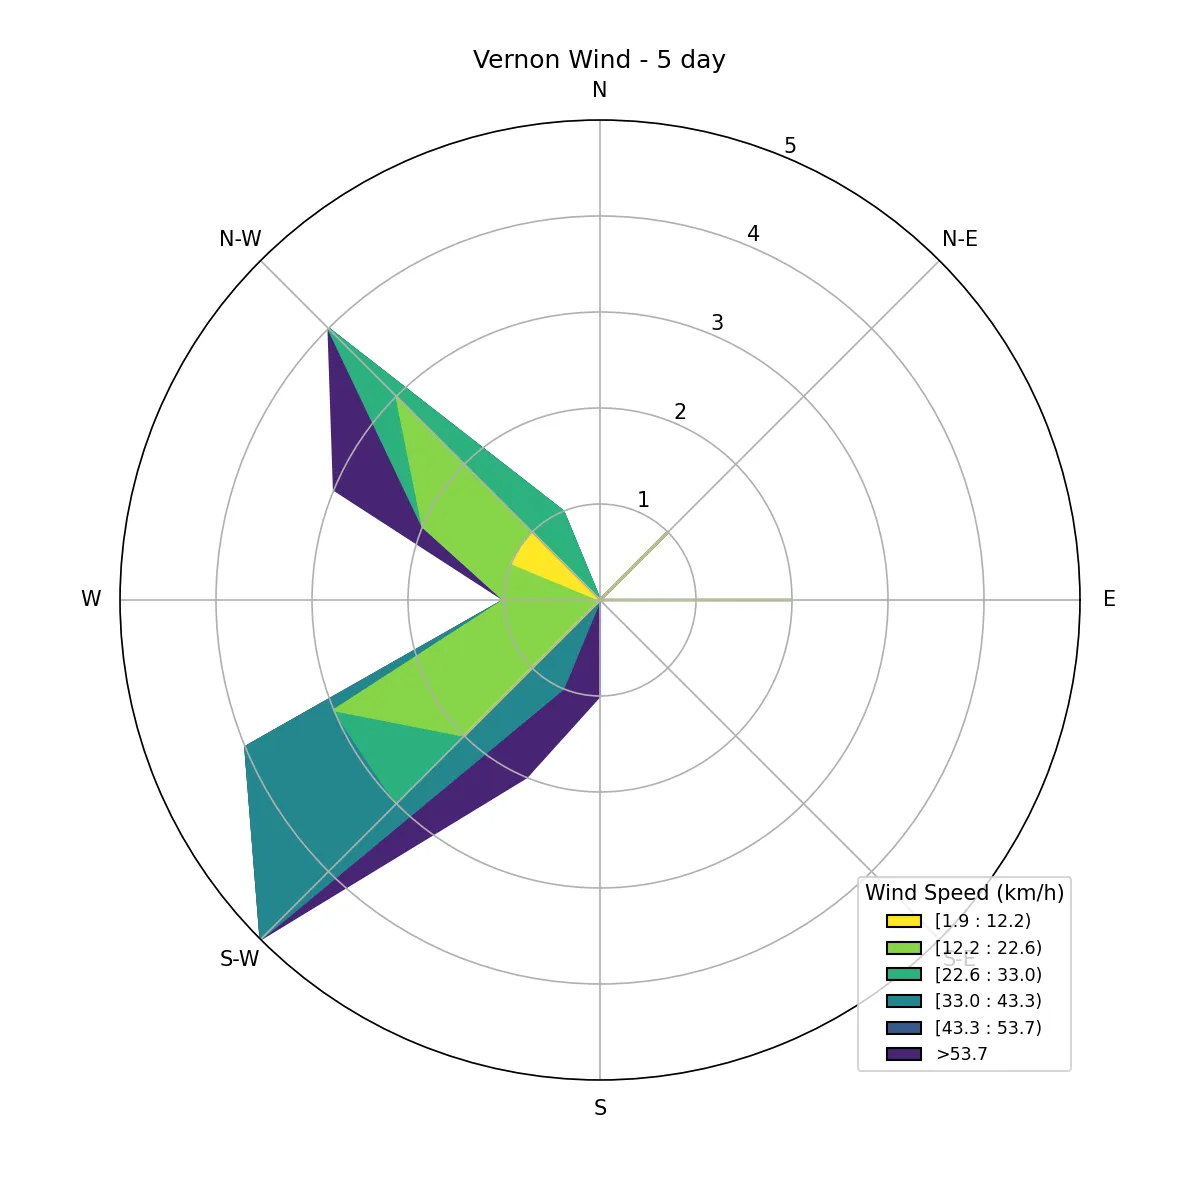 Vernon Wind - 5 day
N
5
N-W
4
N-E
3
2
1
W
E
S-W
S-E
S
Wind Speed (km/h)
[1.9 : 12.2)
[12.2 : 22.6)
[22.6 : 33.0)
[33.0 : 43.3)
[43.3 : 53.7)
>53.7